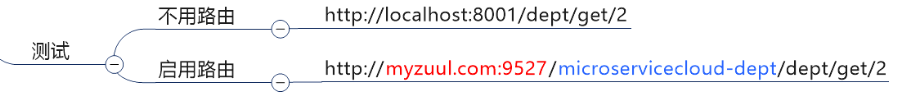 不用路由
http://localhost:8001/dept/get/2
测试
启用路由
http://myzuul.com:9527/microservicecloud-dept/dept/get/2